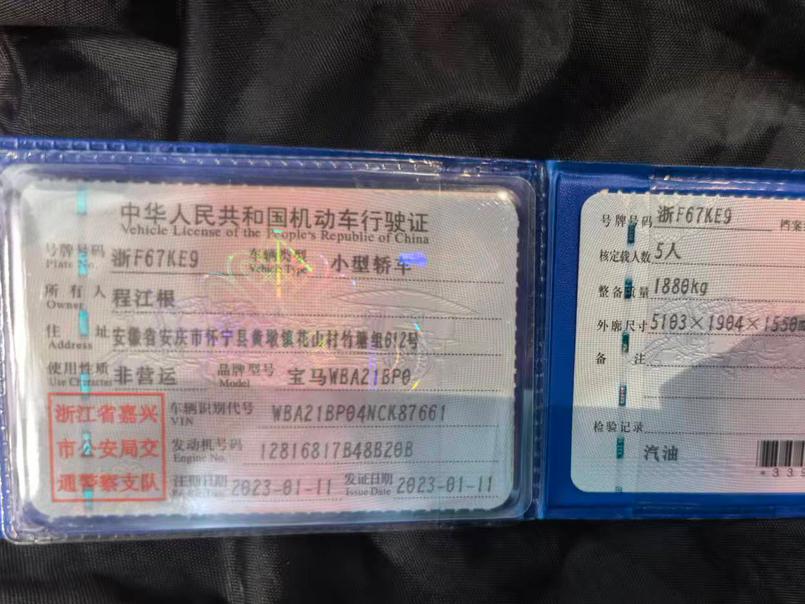 中华人民共和国机动车行驶证
Vehicle License of the People's Republic of China
号牌号码 浙F67KE9 车辆类型 小型轿车
Plate No. Vehicle Type
所有人 程江根
Owner
住址 安徽省安庆市怀宁县黄墩镇花山村竹墩组612号
Address
使用性质 非营运 品牌型号 宝马WBA21BP0
Use Character Model
浙江省嘉兴
市公安局交
通警察支队
车辆识别代号 WBA21BP04NCK87661
VIN
发动机号码 12816817B48B20B
Engine No.
注册日期 2023-01-11 发证日期 2023-01-11
Issue Date
号牌号码 浙F67KE9 档案
核定载人数 5人
整备质量 1880kg
外廓尺寸 5103×1904×1550
备注
检验记录
汽油
*339